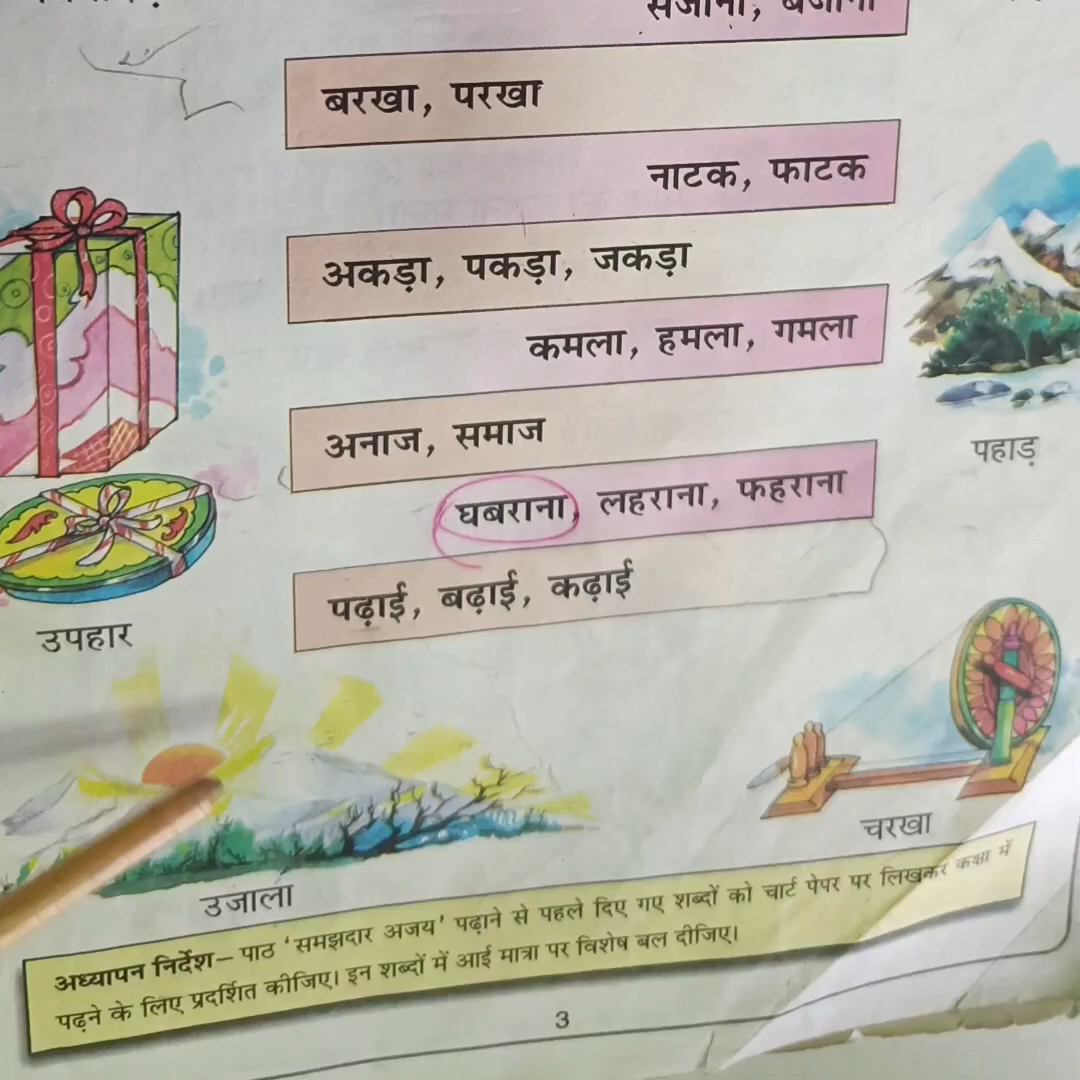 सजाना, बजाना
बरखा, परखा
नाटक, फाटक
अकड़ा, पकड़ा, जकड़ा
कमला, हमला, गमला
अनाज, समाज
पहाड़
घबराना, लहराना, फहराना
पढ़ाई, बढ़ाई, कढ़ाई
उपहार
चरखा
उजाला
अध्यापन निर्देश– पाठ ‘समझदार अजय’ पढ़ाने से पहले दिए गए शब्दों को चार्ट पेपर पर लिखकर कक्षा में
पढ़ने के लिए प्रदर्शित कीजिए। इन शब्दों में आई मात्रा पर विशेष बल दीजिए।
3